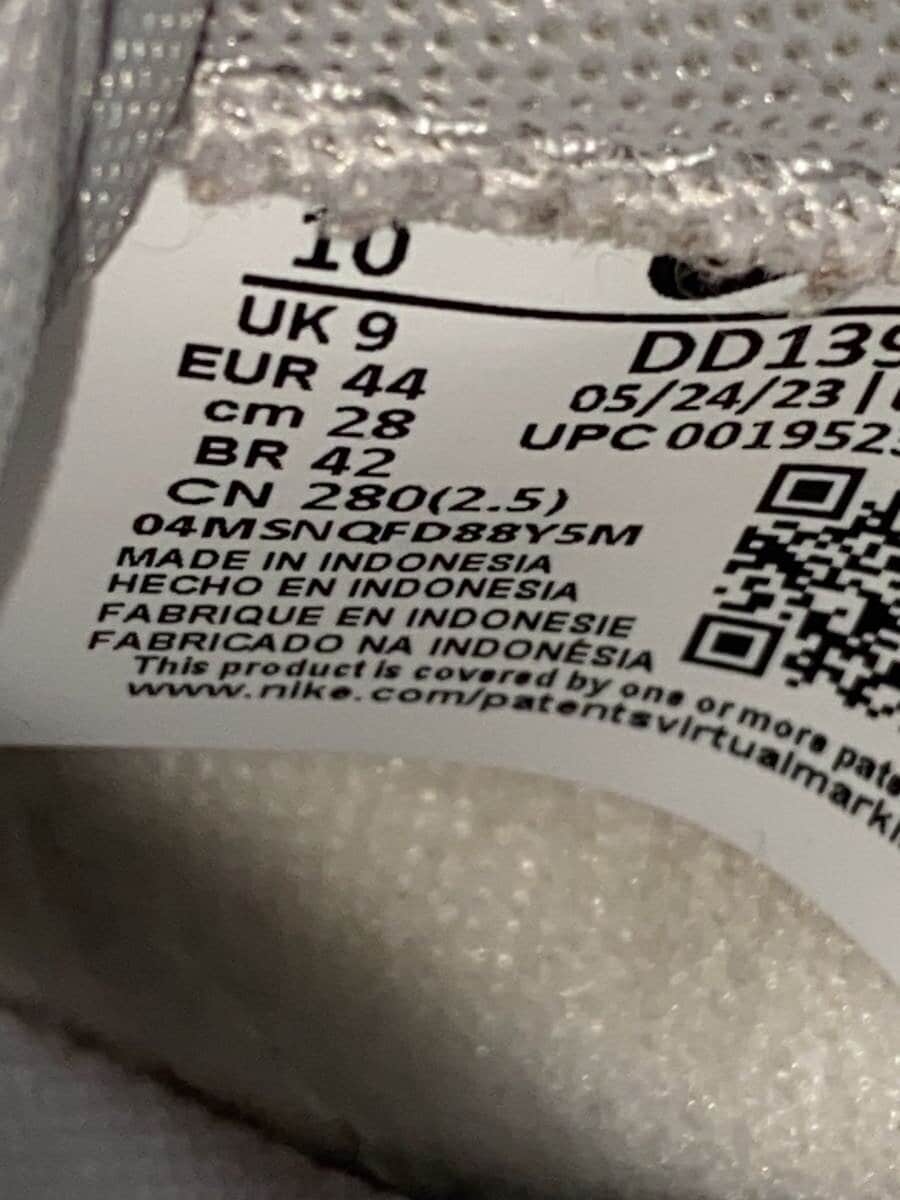 10
UK 9
EUR 44
cm 28
BR 42
CN 280(2.5)
04MSNQFD88Y5M
MADE IN INDONESIA
HECHO EN INDONESIA
FABRIQUE EN INDONESIE
FABRICADO NA INDONÉSIA
This product is covered by one or more pate
www.nike.com/patentsvirtualmarki
DD139
05/24/23 |
UPC 0019523